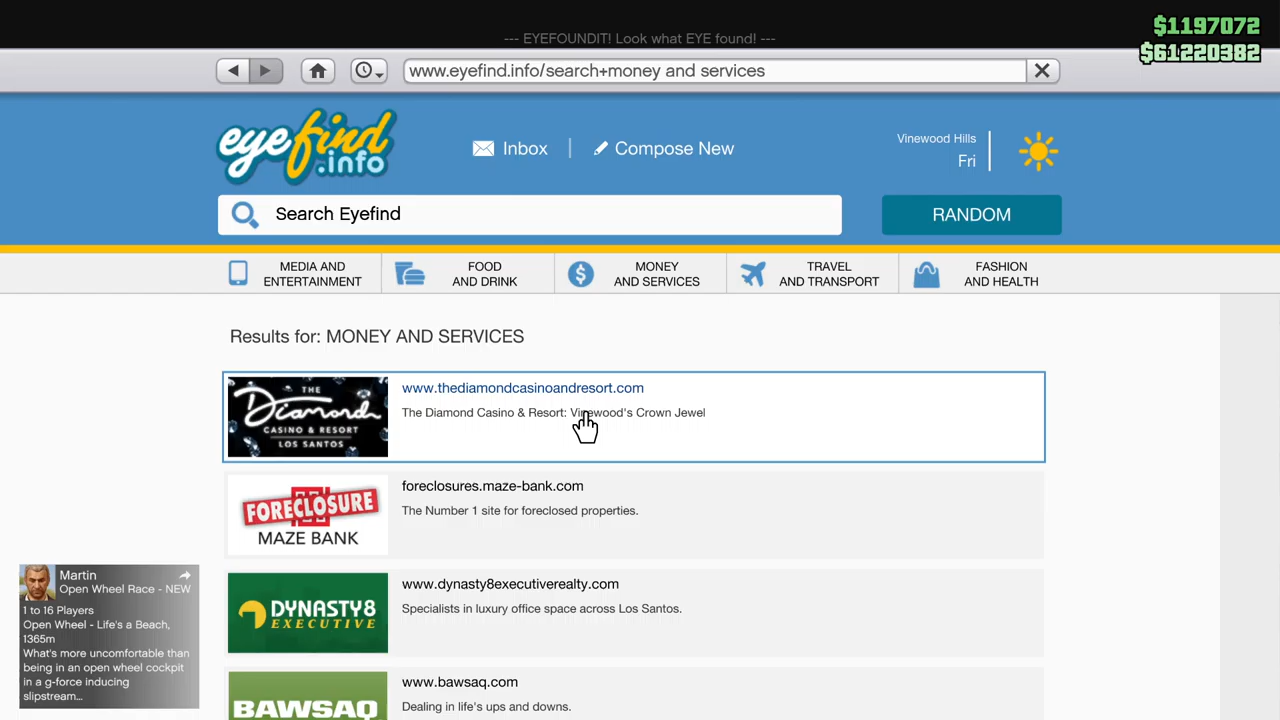 $1197072
--- EYEFOUNDIT! Look what EYE found! ---
$61220382
www.eyefind.info/search+money and services
eyefind.info
Inbox
Compose New
Vinewood Hills
Fri
Search Eyefind
RANDOM
MEDIA AND
ENTERTAINMENT
FOOD
AND DRINK
MONEY
AND SERVICES
TRAVEL
AND TRANSPORT
FASHION
AND HEALTH
Results for: MONEY AND SERVICES
THE
Diamond
CASINO & RESORT
LOS SANTOS
www.thediamondcasinoandresort.com
The Diamond Casino & Resort: Vinewood's Crown Jewel
FORECLOSURE
MAZE BANK
foreclosures.maze-bank.com
The Number 1 site for foreclosed properties.
DYNASTY8
EXECUTIVE
www.dynasty8executiverealty.com
Specialists in luxury office space across Los Santos.
BAWSAQ
www.bawsaq.com
Dealing in life's ups and downs.
Martin
Open Wheel Race - NEW
1 to 16 Players
Open Wheel - Life's a Beach,
1365m
What's more uncomfortable than
being in an open wheel cockpit
in a g-force inducing
slipstream...